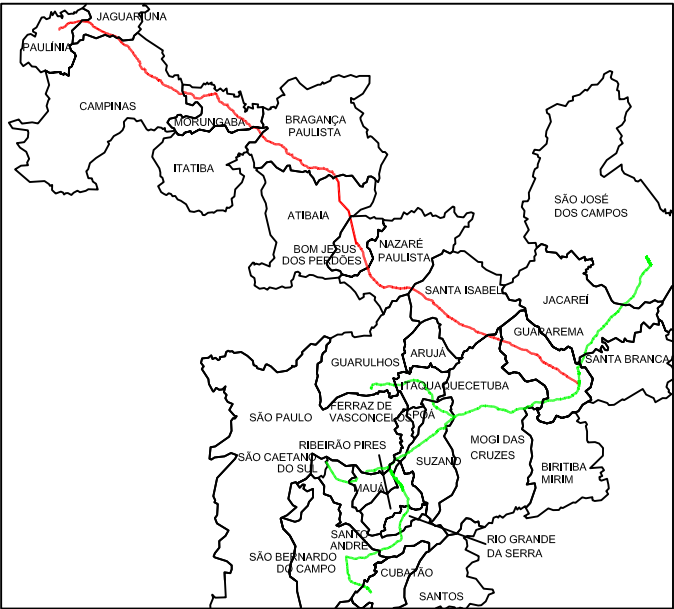 JAGUARIÚNA
PAULÍNIA
CAMPINAS
MORUNGABA
BRAGANÇA
PAULISTA
ITATIBA
SÃO JOSÉ
DOS CAMPOS
ATIBAIA
BOM JESUS
DOS PERDÕES
NAZARÉ
PAULISTA
SANTA ISABEL
JACAREÍ
GUAPAREMA
ARUJÁ
GUARULHOS
SANTA BRANCA
ITAQUAQUECETUBA
FERRAZ DE
VASCONCELOS
POÁ
SÃO PAULO
MOGI DAS
CRUZES
RIBEIRÃO PIRES
SÃO CAETANO
DO SUL
SUZANO
BIRITIBA
MIRIM
MAUÁ
SANTO
ANDRÉ
RIO GRANDE
DA SERRA
SÃO BERNARDO
DO CAMPO
CUBATÃO
SANTOS